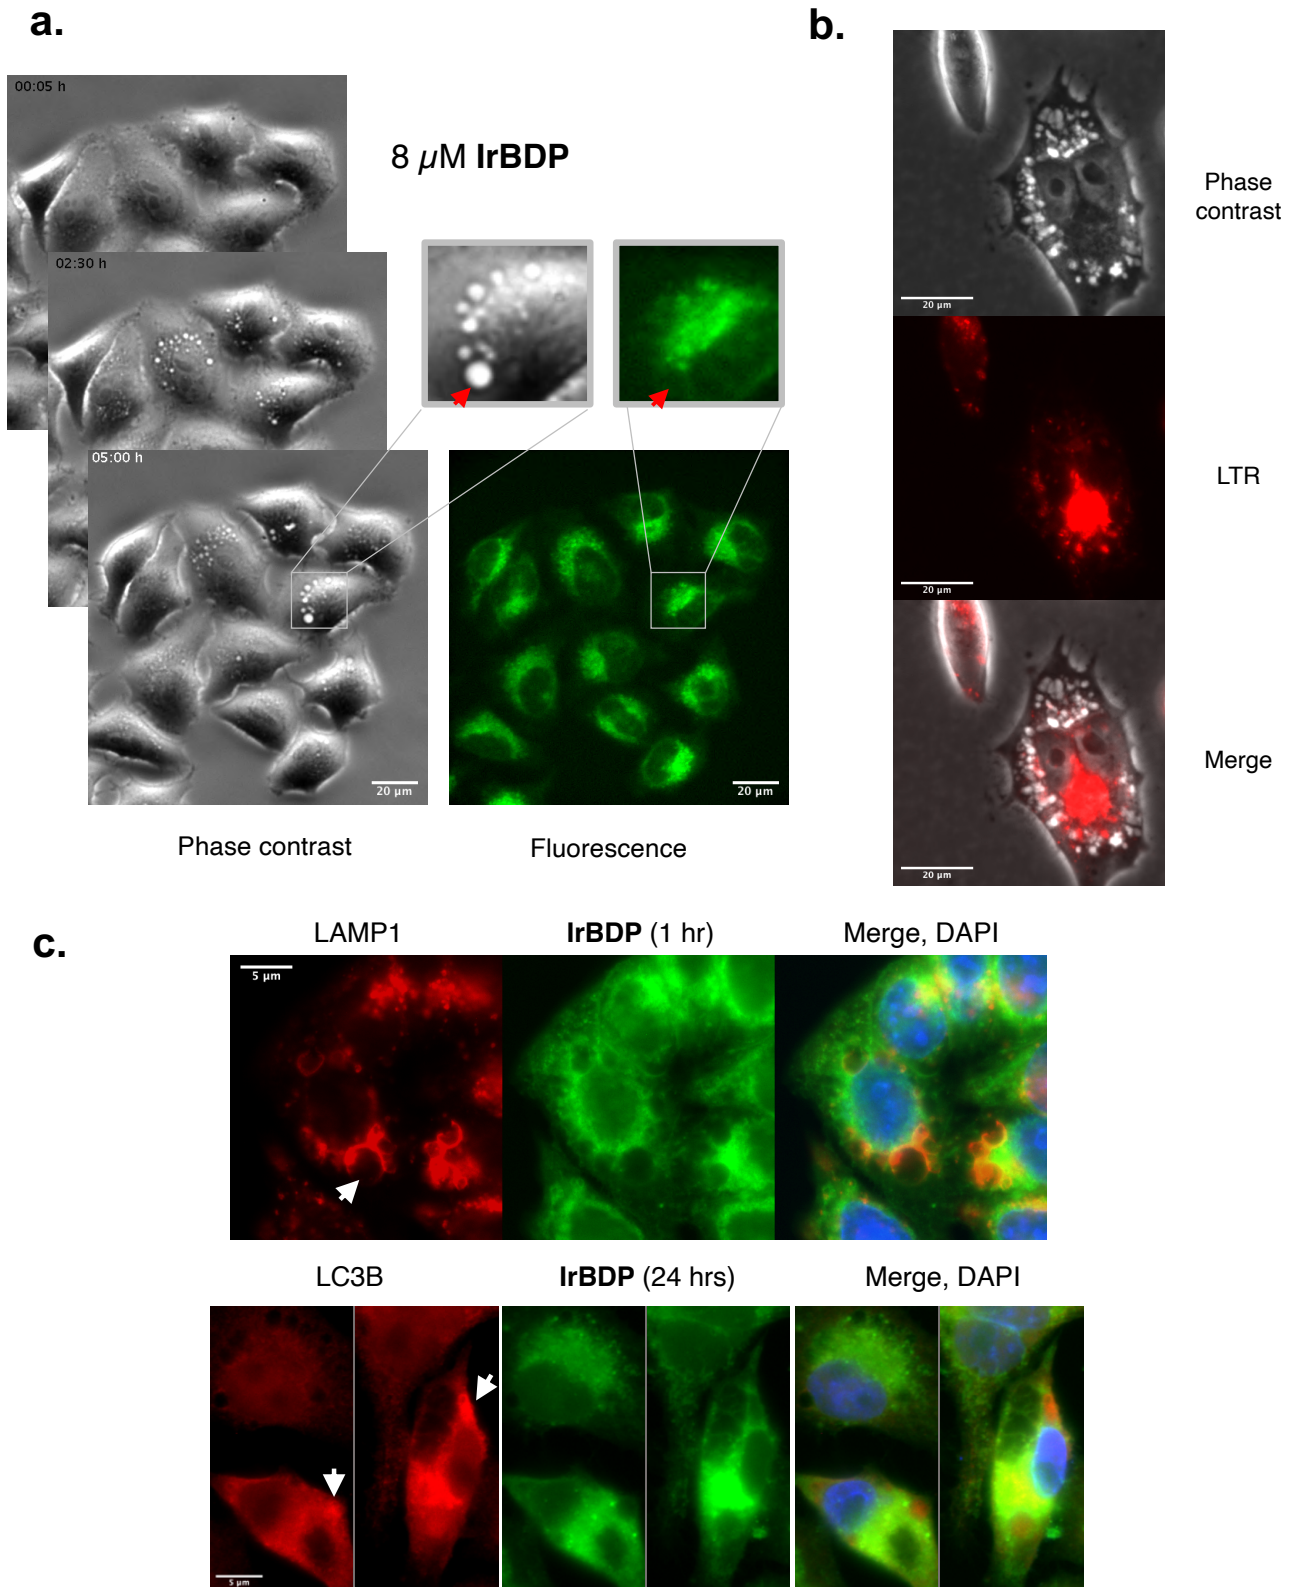 a.
00:05 h
8 µM IrBDP
02:30 h
05:00 h
20 µm
20 µm
Phase contrast
Fluorescence
b.
Phase
contrast
20 µm
LTR
20 µm
Merge
20 µm
c.
LAMP1
IrBDP (1 hr)
Merge, DAPI
5 µm
LC3B
IrBDP (24 hrs)
Merge, DAPI
5 µm